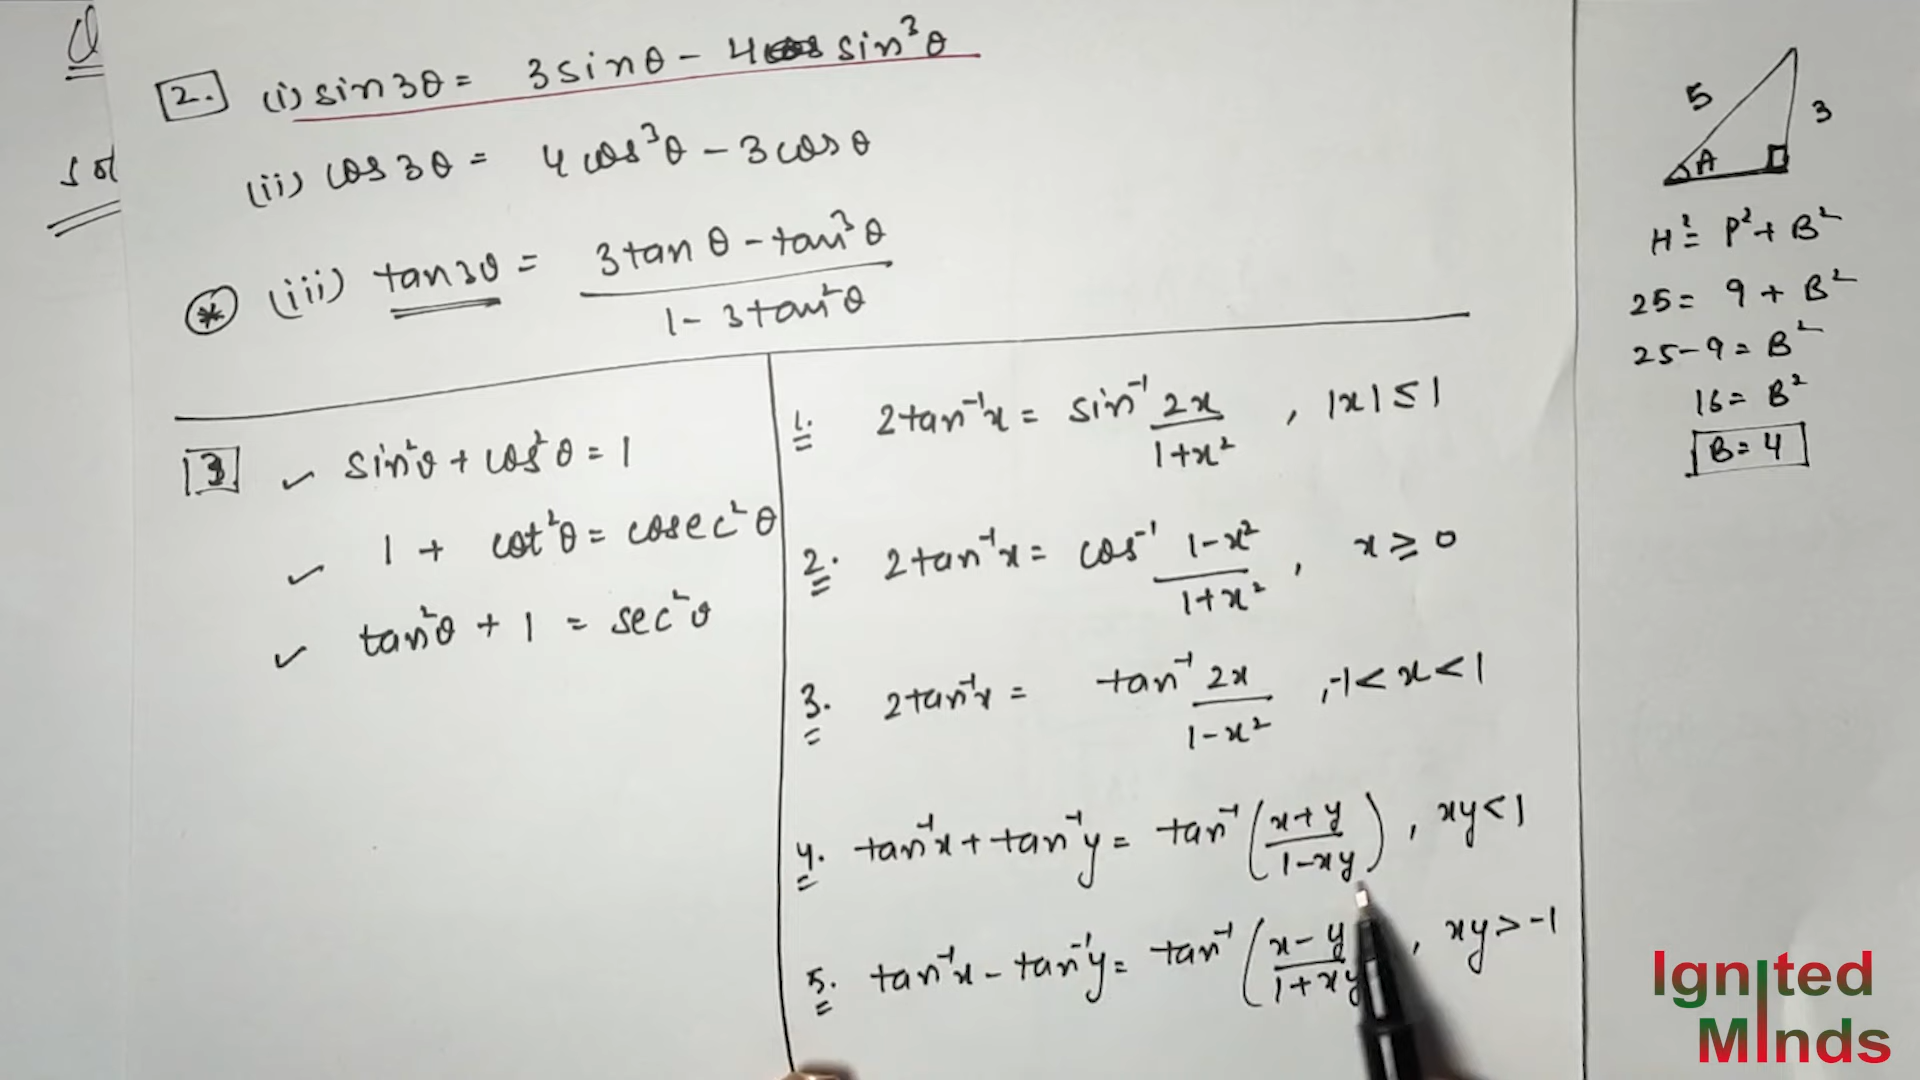 Q
Sol
2. (i) sin3θ = 3sinθ - 4 sin³θ
(ii) cos3θ = 4cos³θ - 3cosθ
* (iii) tan3θ = 3tanθ - tan³θ / 1 - 3tan²θ
3 ✓ sin²θ + cos²θ = 1
✓ 1 + cot²θ = cosec²θ
✓ tan²θ + 1 = sec²θ
1. 2tan⁻¹x = sin⁻¹ 2x / 1+x² , |x| ≤ 1
2. 2tan⁻¹x = cos⁻¹ 1-x² / 1+x² , x ≥ 0
3. 2tan⁻¹x = tan⁻¹ 2x / 1-x² , -1 < x < 1
4. tan⁻¹x + tan⁻¹y = tan⁻¹ (x+y / 1-xy) , xy < 1
5. tan⁻¹x - tan⁻¹y = tan⁻¹ (x-y / 1+xy , xy > -1
5 3
A
H² = P² + B²
25 = 9 + B²
25-9 = B²
16 = B²
B = 4
Ignited
Minds